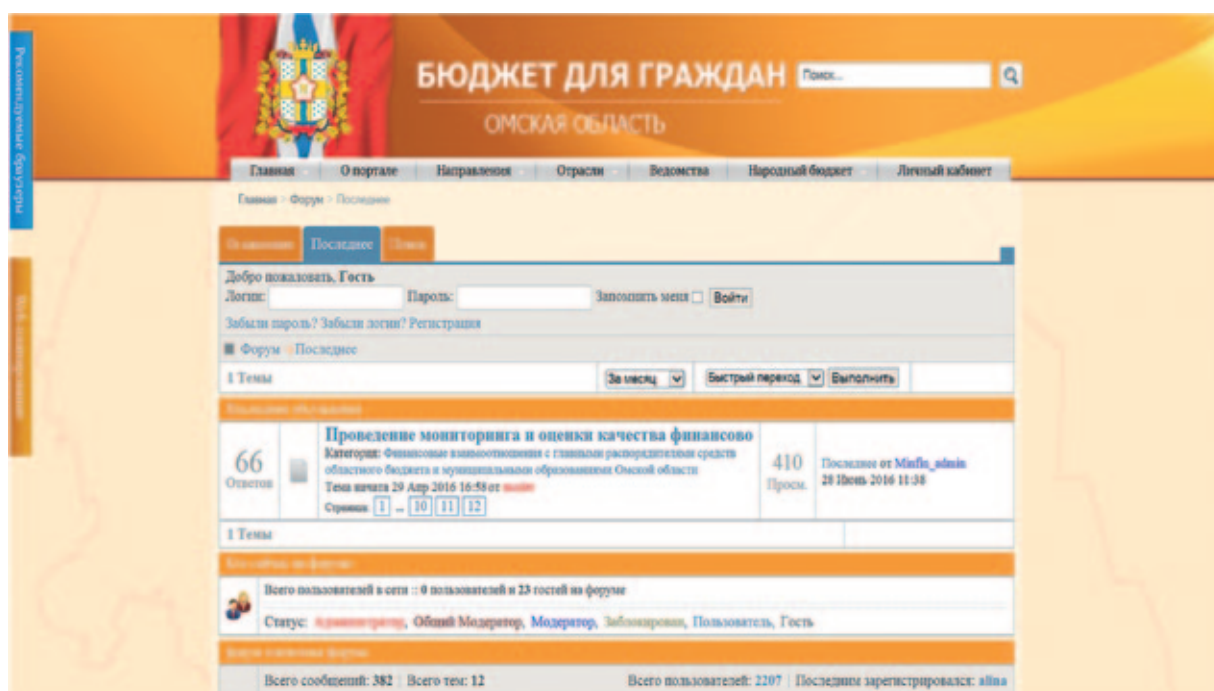 Рекомендуемые браузеры
БЮДЖЕТ ДЛЯ ГРАЖДАН
Поиск...
ОМСКАЯ ОБЛАСТЬ
Главная О портале Направления Отрасли Ведомства Народный бюджет Личный кабинет
Главная > Форум > Последнее
Последнее
Добро пожаловать, Гость
Логин: Пароль: Запомнить меня Войти
Забыли пароль? Забыли логин? Регистрация
Форум Последнее
1 Темы За месяц Быстрый переход Выполнить
Проведение мониторинга и оценки качества финансово
Категория: Финансовые взаимоотношения с главными распорядителями средств
областного бюджета и муниципальными образованиями Омской области
66 Ответов
Тема начата 29 Апр 2016 16:58 от
Страница: 1 ... 10 11 12
410 Просм.
Последнее от Minfin_admin
28 Июнь 2016 11:38
1 Темы
Всего пользователей в сети :: 0 пользователей и 23 гостей на форуме
Статус: Администратор, Общий Модератор, Модератор, Заблокирован, Пользователь, Гость
Всего сообщений: 382 Всего тем: 12 Всего пользователей: 2207 Последним зарегистрировался: alina